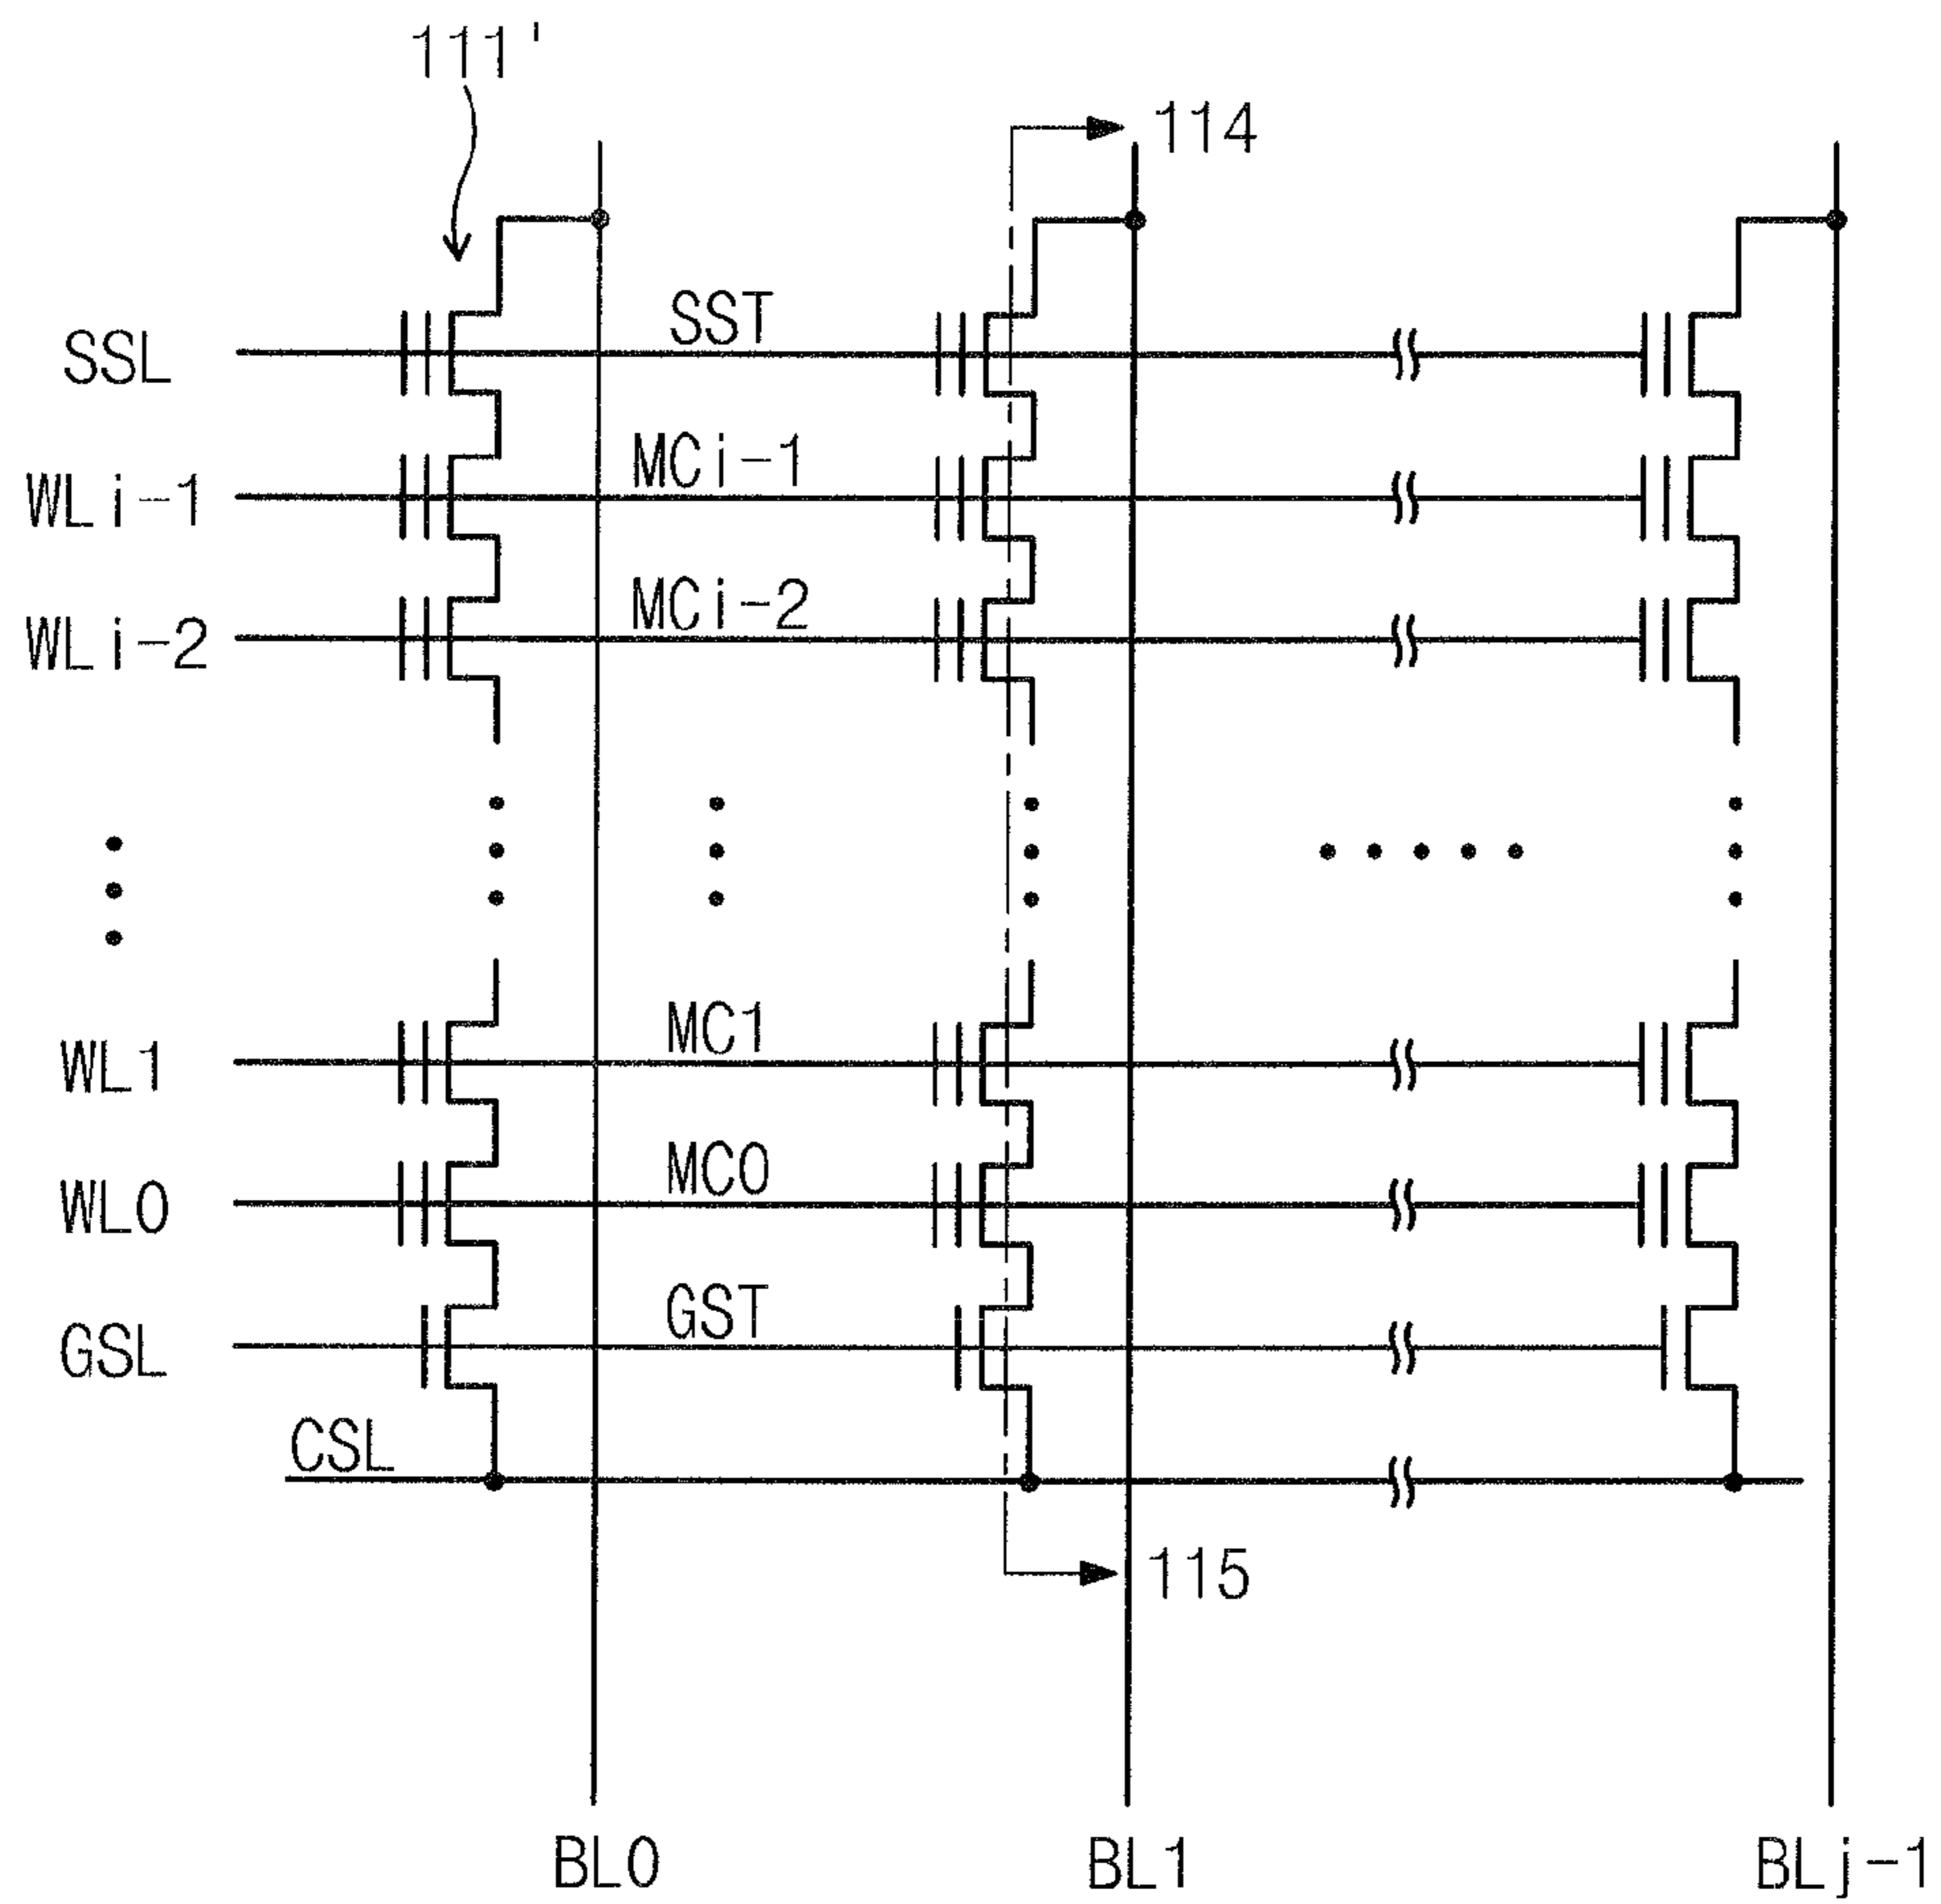 111'
114
SST
SSL
MCi-1
WLi-1
MCi-2
WLi-2
MC1
WL1
MC0
WL0
GST
GSL
CSL
115
BL0
BL1
BLj-1